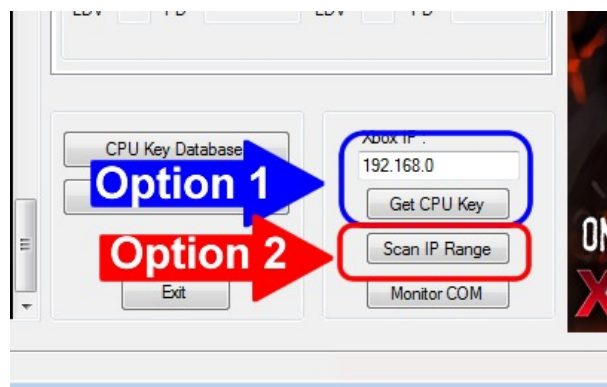 CPU Key Database
Option 1
Option 2
Exit
Xbox IP :
192.168.0
Get CPU Key
Scan IP Range
Monitor COM